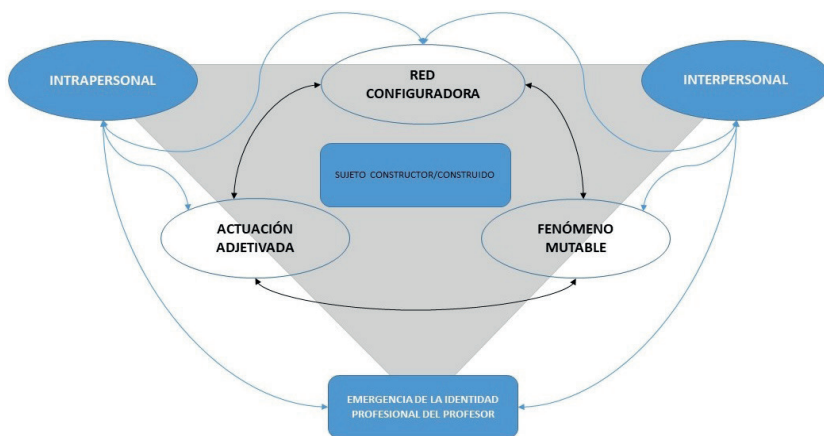 INTRAPERSONAL
RED
CONFIGURADORA
INTERPERSONAL
SUJETO CONSTRUCTOR/CONSTRUIDO
ACTUACIÓN
ADJETIVADA
FENÓMENO
MUTABLE
EMERGENCIA DE LA IDENTIDAD
PROFESIONAL DEL PROFESOR